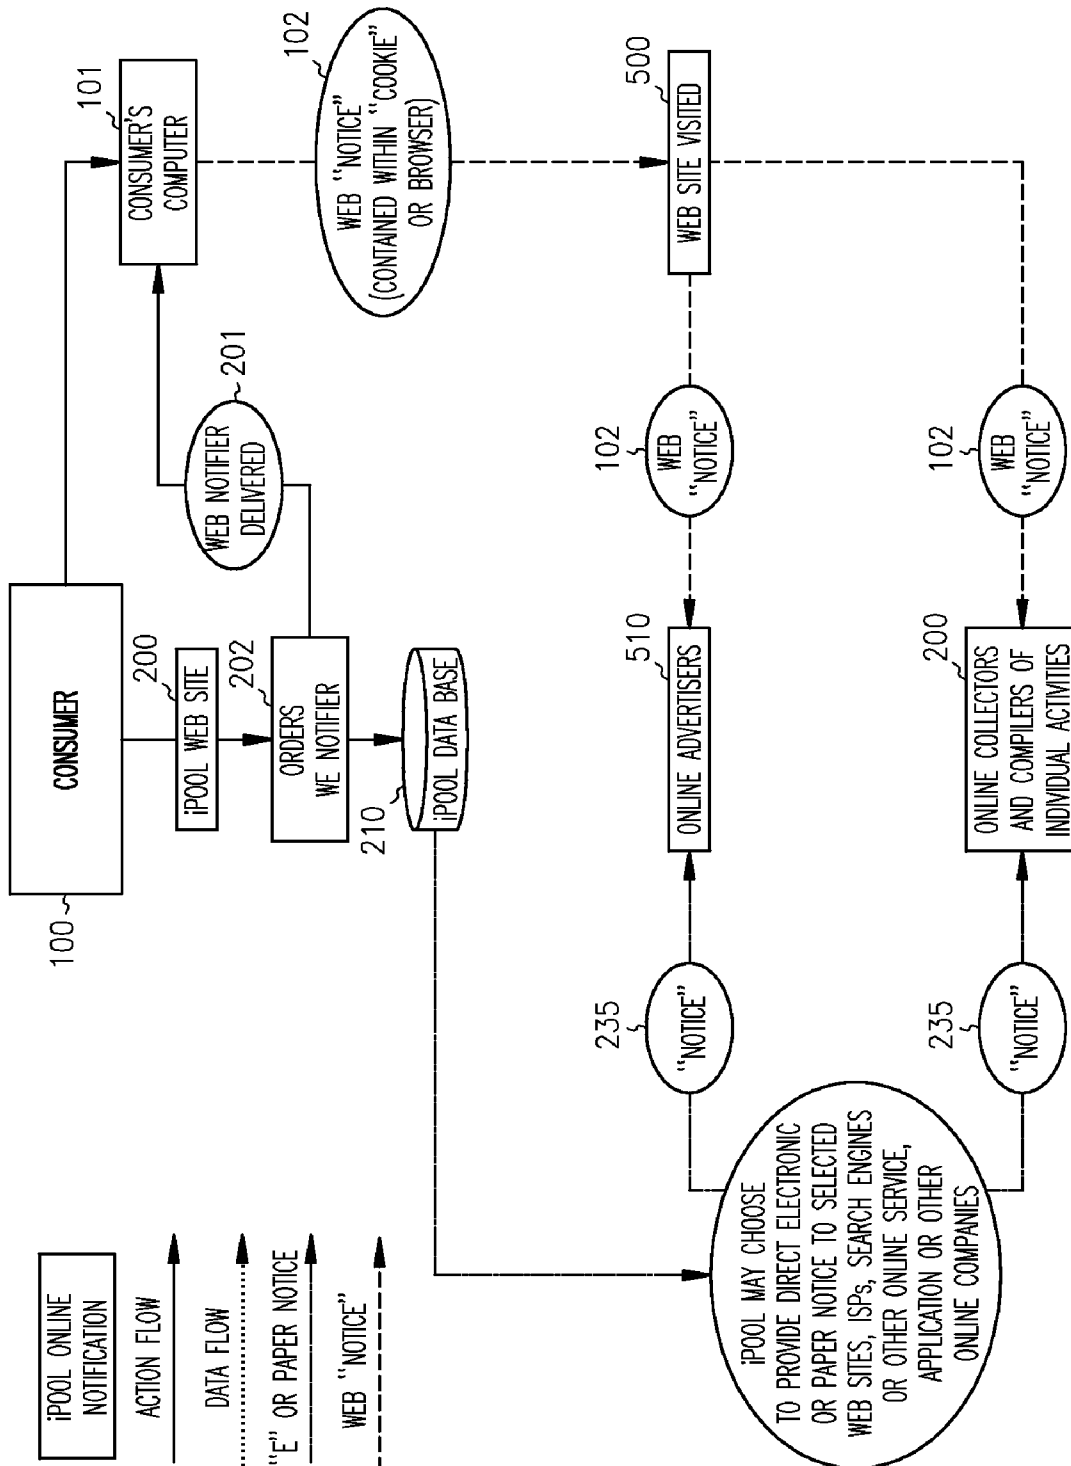 iPOOL ONLINE
NOTIFICATION
ACTION FLOW
DATA FLOW
"E" OR PAPER NOTICE
WEB "NOTICE"
100
CONSUMER
200
iPOOL WEB SITE
202
ORDERS
WE NOTIFIER
210
iPOOL DATA BASE
201
WEB NOTIFIER
DELIVERED
101
CONSUMER'S
COMPUTER
102
WEB "NOTICE"
(CONTAINED WITHIN "COOKIE"
OR BROWSER)
500
WEB SITE VISITED
102
WEB
"NOTICE"
102
WEB
"NOTICE"
510
ONLINE ADVERTISERS
200
ONLINE COLLECTORS
AND COMPILERS OF
INDIVIDUAL ACTIVITIES
235
"NOTICE"
235
"NOTICE"
iPOOL MAY CHOOSE
TO PROVIDE DIRECT ELECTRONIC
OR PAPER NOTICE TO SELECTED
WEB SITES, ISPs, SEARCH ENGINES
OR OTHER ONLINE SERVICE,
APPLICATION OR OTHER
ONLINE COMPANIES